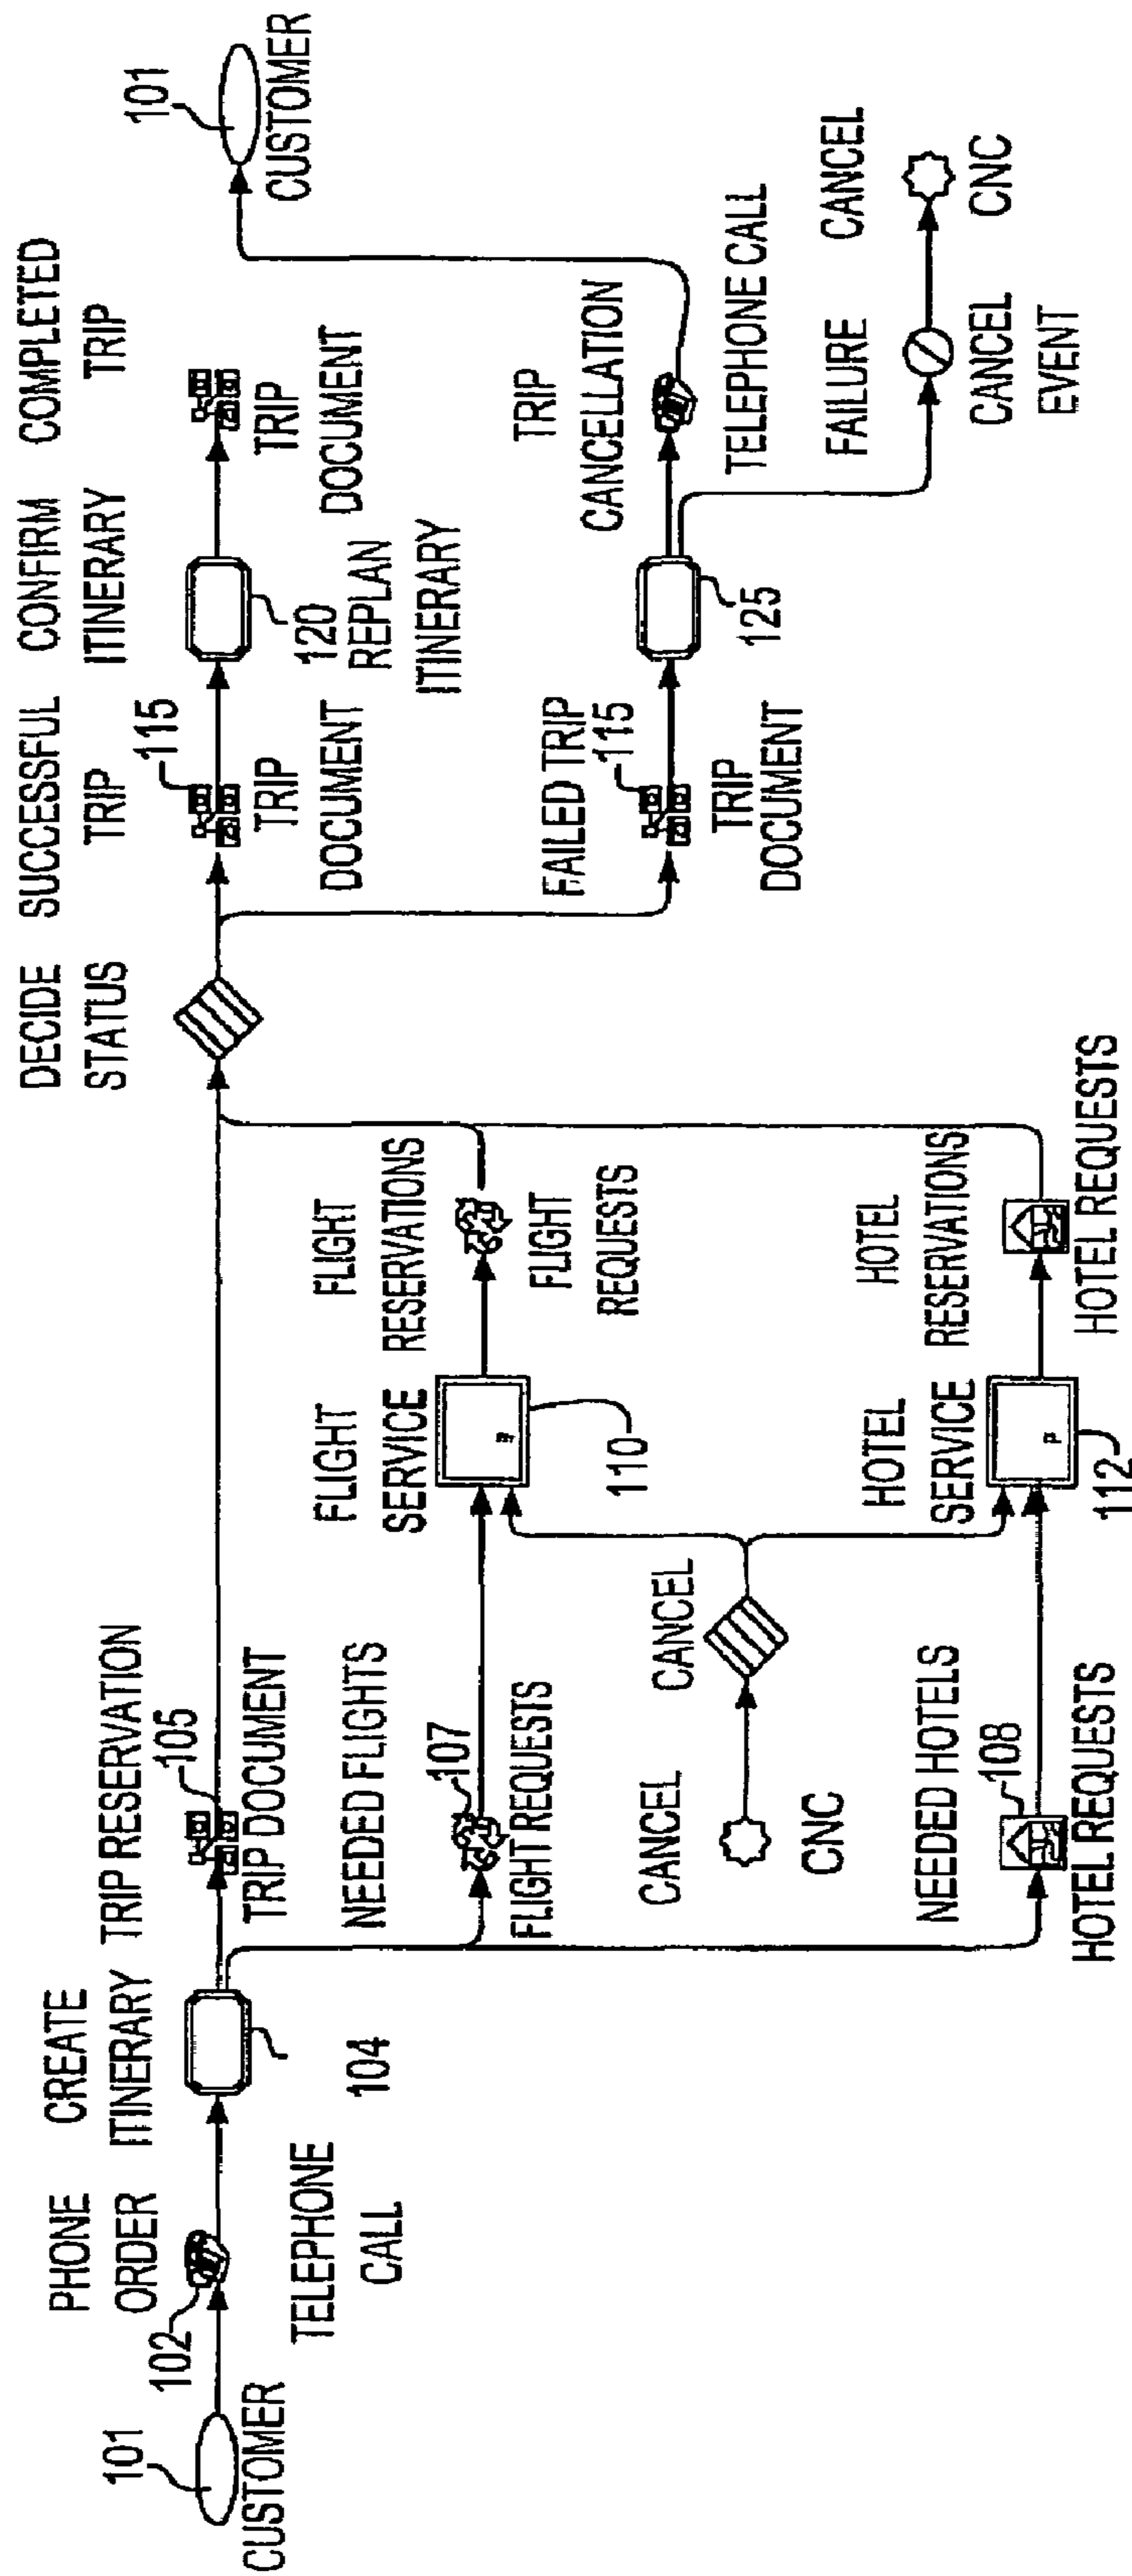 101
CUSTOMER
PHONE
ORDER
102
TELEPHONE
CALL
CREATE
ITINERARY
104
TRIP RESERVATION
105
TRIP DOCUMENT
NEEDED FLIGHTS
107
FLIGHT REQUESTS
CANCEL
CNC
CANCEL
NEEDED HOTELS
108
HOTEL REQUESTS
FLIGHT
SERVICE
110
HOTEL
SERVICE
112
FLIGHT
RESERVATIONS
FLIGHT
REQUESTS
HOTEL
RESERVATIONS
HOTEL REQUESTS
DECIDE
STATUS
SUCCESSFUL
TRIP
115
TRIP
DOCUMENT
FAILED TRIP
115
TRIP
DOCUMENT
CONFIRM
ITINERARY
120
REPLAN
ITINERARY
125
COMPLETED
TRIP
TRIP
DOCUMENT
TRIP
CANCELLATION
TELEPHONE CALL
FAILURE
CANCEL
EVENT
CANCEL
CNC
101
CUSTOMER